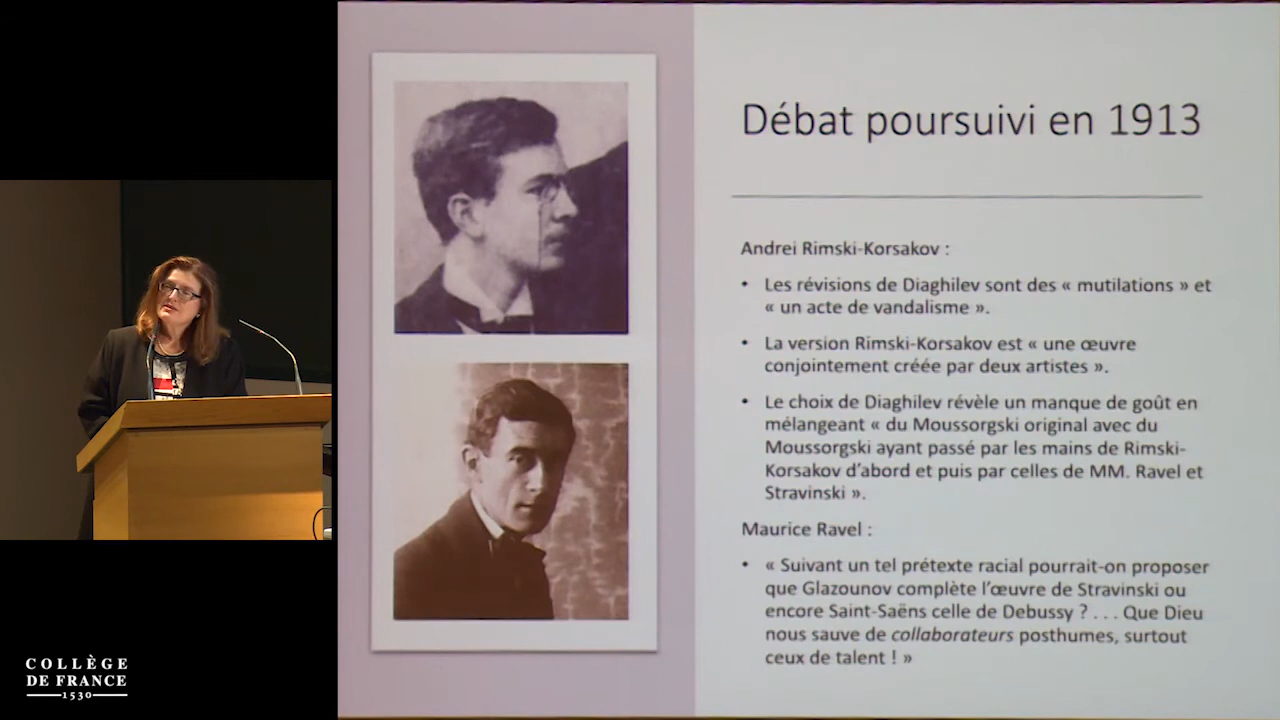 Débat poursuivi en 1913
Andrei Rimski-Korsakov :
• Les révisions de Diaghilev sont des « mutilations » et
« un acte de vandalisme ».
• La version Rimski-Korsakov est « une œuvre
conjointement créée par deux artistes ».
• Le choix de Diaghilev révèle un manque de goût en
mélangeant « du Moussorgski original avec du
Moussorgski ayant passé par les mains de Rimski-
Korsakov d’abord et puis par celles de MM. Ravel et
Stravinski ».
Maurice Ravel :
• « Suivant un tel prétexte racial pourrait-on proposer
que Glazounov complète l’œuvre de Stravinski ou
encore Saint-Saëns celle de Debussy ? . . . Que Dieu
nous sauve de collaborateurs posthumes, surtout
ceux de talent ! »
COLLÈGE
DE FRANCE
1530